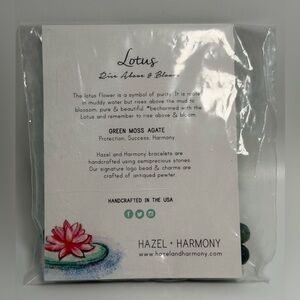 Lotus
Rise Above & Bloom
The lotus flower is a symbol of purity. It is rooted
in muddy water but rises above the mud to
blossom, pure & beautiful. *becharmed with the
Lotus and remember to rise above & bloom.
GREEN MOSS AGATE
Protection, Success, Harmony
Hazel and Harmony bracelets are
handcrafted using semiprecious stones.
Our signature logo bead & charms are
crafted of antiqued pewter.
HANDCRAFTED IN THE USA
HAZEL + HARMONY
www.hazelandharmony.com